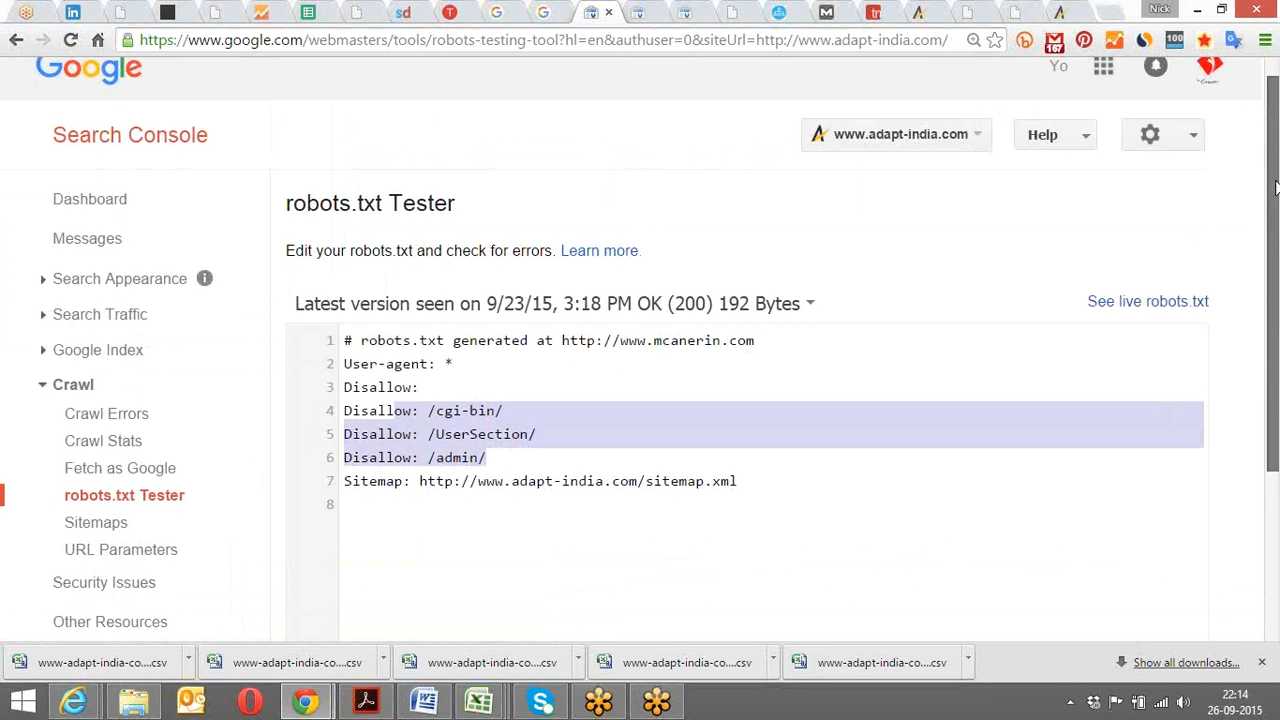 Nick
https://www.google.com/webmasters/tools/robots-testing-tool?hl=en&authuser=0&siteUrl=http://www.adapt-india.com/
167
100
Google
Yo
Search Console
www.adapt-india.com
Help
Dashboard
Messages
Search Appearance
Search Traffic
Google Index
Crawl
Crawl Errors
Crawl Stats
Fetch as Google
robots.txt Tester
Sitemaps
URL Parameters
Security Issues
Other Resources
robots.txt Tester
Edit your robots.txt and check for errors. Learn more.
Latest version seen on 9/23/15, 3:18 PM OK (200) 192 Bytes
See live robots.txt
1 # robots.txt generated at http://www.mcanerin.com
2 User-agent: *
3 Disallow:
4 Disallow: /cgi-bin/
5 Disallow: /UserSection/
6 Disallow: /admin/
7 Sitemap: http://www.adapt-india.com/sitemap.xml
8
www-adapt-india-co....csv
www-adapt-india-co....csv
www-adapt-india-co....csv
www-adapt-india-co....csv
www-adapt-india-co....csv
Show all downloads...
22:14
26-09-2015